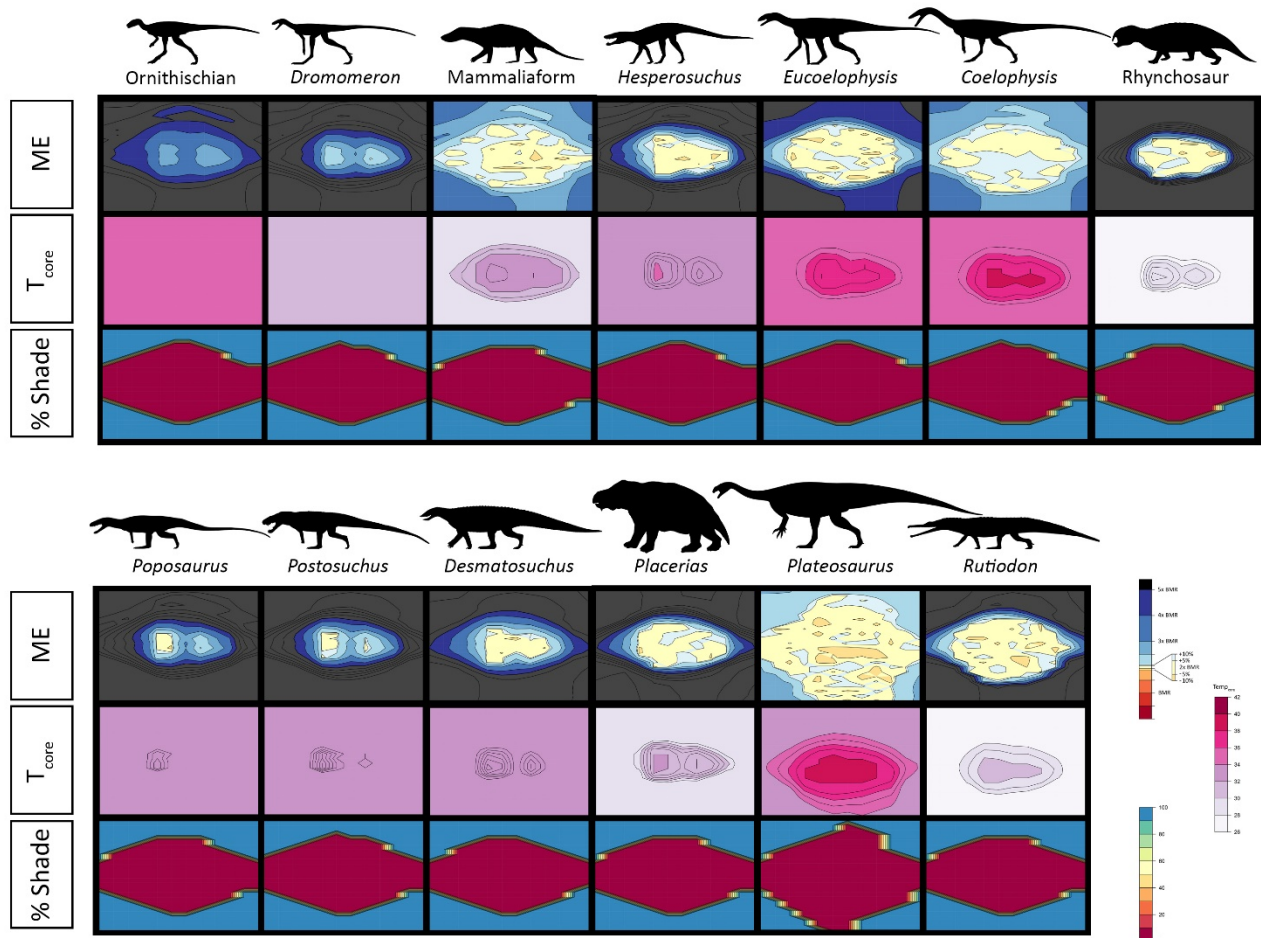 Ornithischian Dromomeron Mammaliaform Hesperosuchus Eucoelophysis Coelophysis Rhynchosaur
ME
Tcore
% Shade
Poposaurus Postosuchus Desmatosuchus Placerias Plateosaurus Rutiodon
ME
Tcore
% Shade
5x BMR
4x BMR
3x BMR
+10%
+5%
2x BMR
-5%
-10%
BMR
42
40
38
36
34
32
30
28
26
100
80
60
40
20